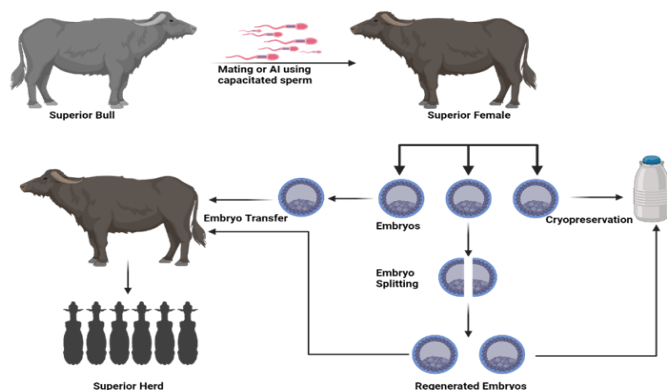 Mating or AI using
capacitated sperm
Superior Bull
Superior Female
Embryo Transfer
Embryos
Cryopreservation
Embryo
Splitting
Superior Herd
Regenerated Embryos